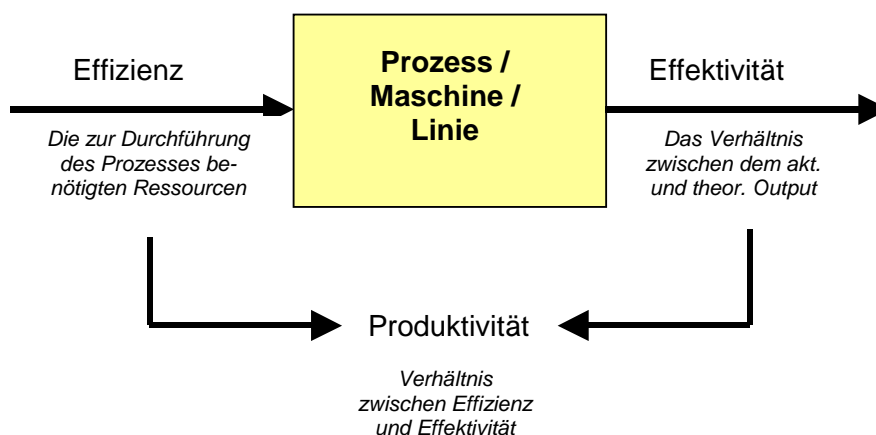 Effizienz
Die zur Durchführung
des Prozesses be-
nötigten Ressourcen
Prozess /
Maschine /
Linie
Effektivität
Das Verhältnis
zwischen dem akt.
und theor. Output
Produktivität
Verhältnis
zwischen Effizienz
und Effektivität